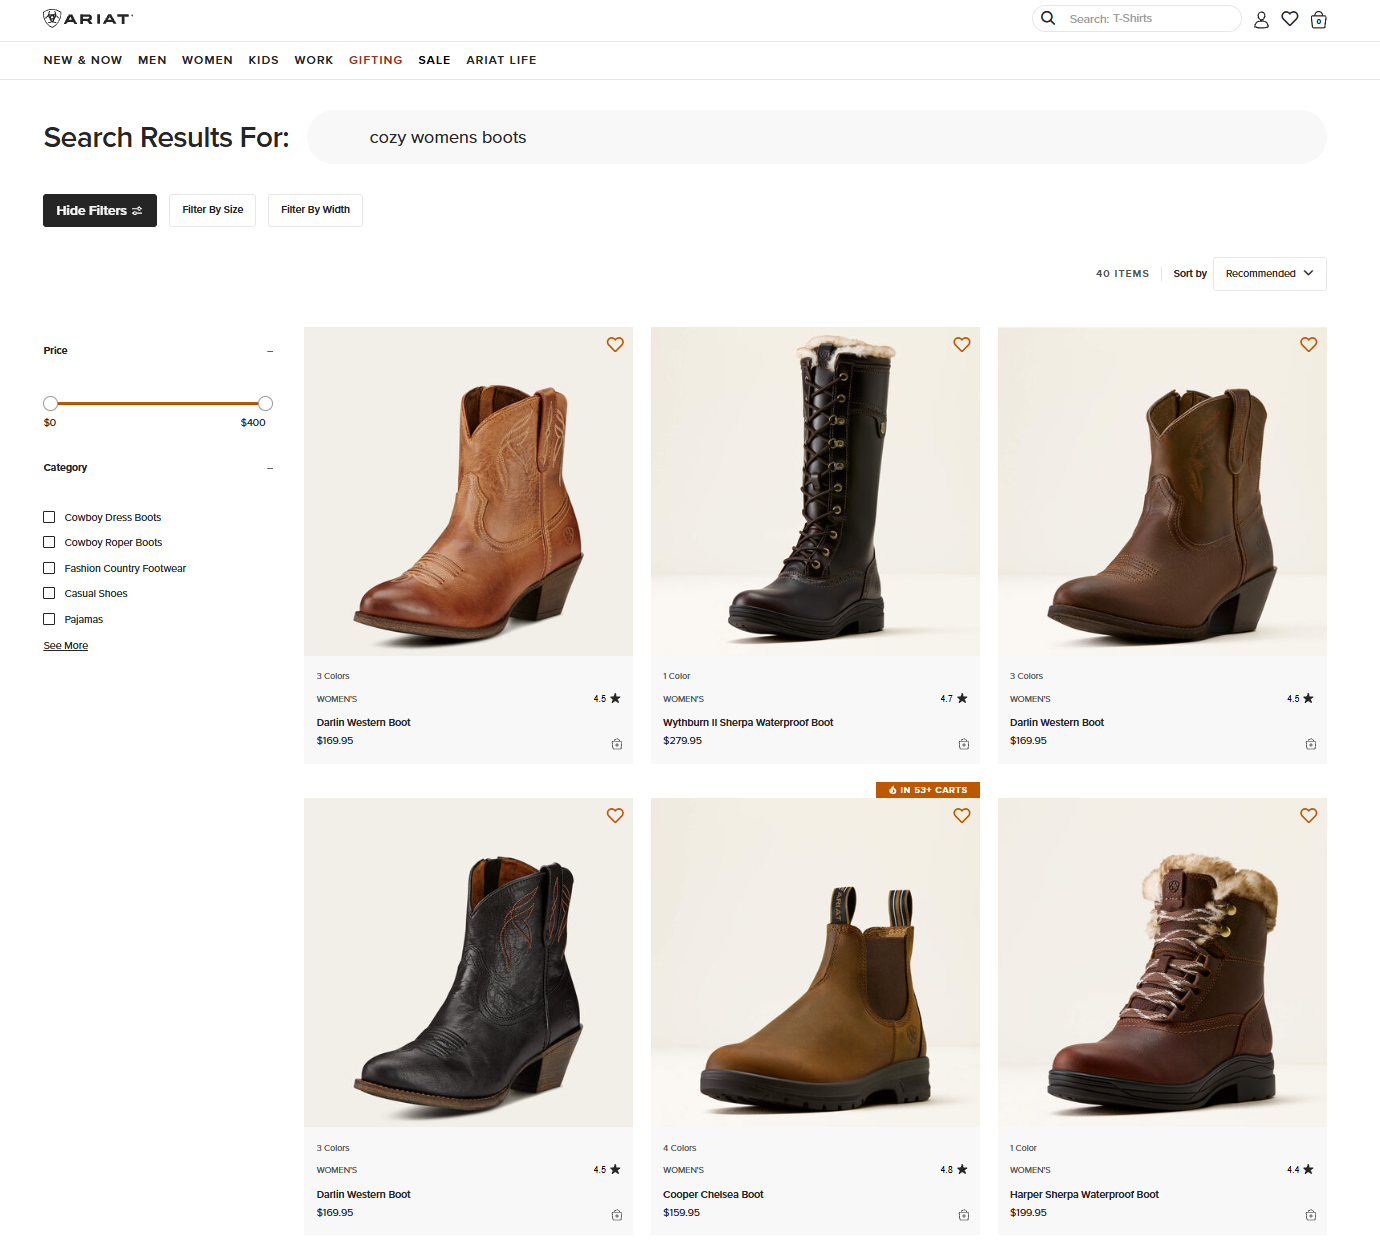 ARIAT
Search: T-Shirts
0
NEW & NOW MEN WOMEN KIDS WORK GIFTING SALE ARIAT LIFE
Search Results For: cozy womens boots
Hide Filters Filter By Size Filter By Width
40 ITEMS Sort by Recommended
Price –
$0 $400
Category –
Cowboy Dress Boots
Cowboy Roper Boots
Fashion Country Footwear
Casual Shoes
Pajamas
See More
3 Colors
WOMEN'S 4.5
Darlin Western Boot
$169.95
1 Color
WOMEN'S 4.7
Wythburn II Sherpa Waterproof Boot
$279.95
3 Colors
WOMEN'S 4.5
Darlin Western Boot
$169.95
3 Colors
WOMEN'S 4.5
Darlin Western Boot
$169.95
IN 53+ CARTS
ARIAT
4 Colors
WOMEN'S 4.8
Cooper Chelsea Boot
$159.95
1 Color
WOMEN'S 4.4
Harper Sherpa Waterproof Boot
$199.95